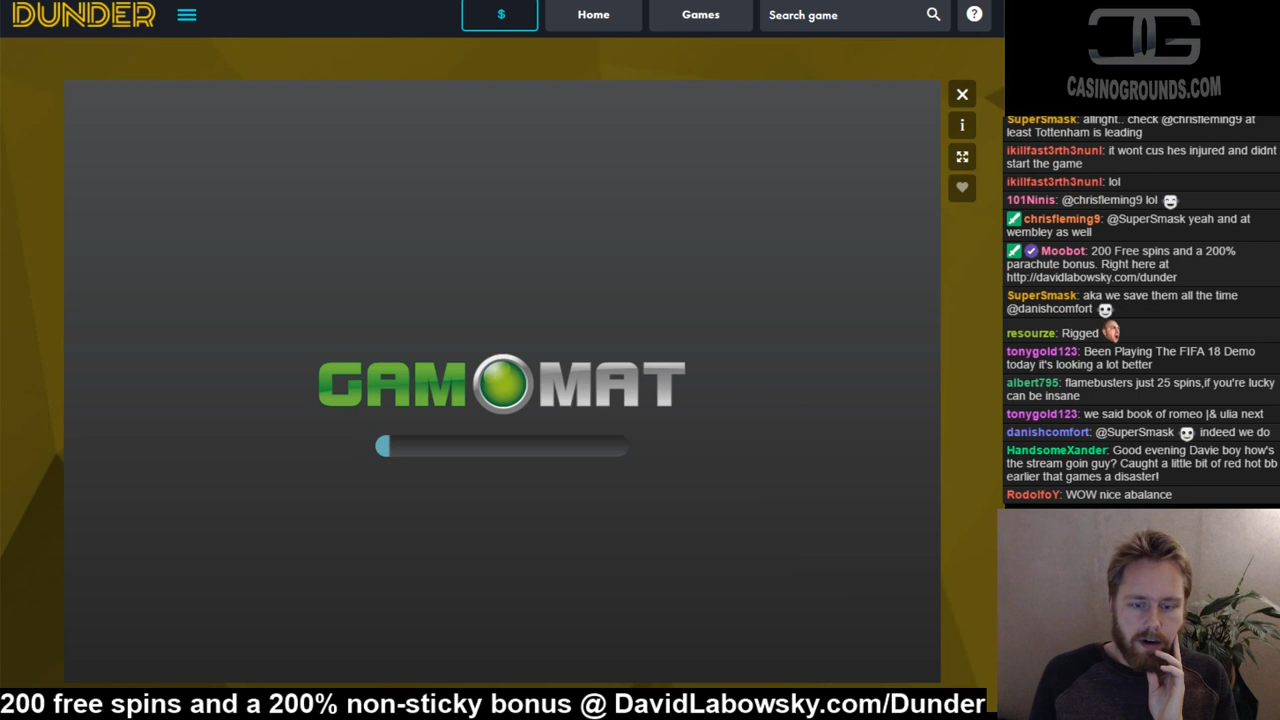 DUNDER
$
Home
Games
Search game
?
CG
CASINOGROUNDS.COM
i
GAMOMAT
SuperSmask: allright.. check @chrisfleming9 at
least Tottenham is leading
ikillfast3rth3nunl: it wont cus hes injured and didnt
start the game
ikillfast3rth3nunl: lol
101Ninis: @chrisfleming9 lol
chrisfleming9: @SuperSmask yeah and at
wembley as well
Moobot: 200 Free spins and a 200%
parachute bonus. Right here at
http://davidlabowsky.com/dunder
SuperSmask: aka we save them all the time
@danishcomfort
resourze: Rigged
tonygold123: Been Playing The FIFA 18 Demo
today it's looking a lot better
albert795: flamebusters just 25 spins,if you're lucky
can be insane
tonygold123: we said book of romeo |& ulia next
danishcomfort: @SuperSmask indeed we do
HandsomeXander: Good evening Davie boy how's
the stream goin guy? Caught a little bit of red hot bb
earlier that games a disaster!
RodolfoY: WOW nice abalance
200 free spins and a 200% non-sticky bonus @ DavidLabowsky.com/Dunder